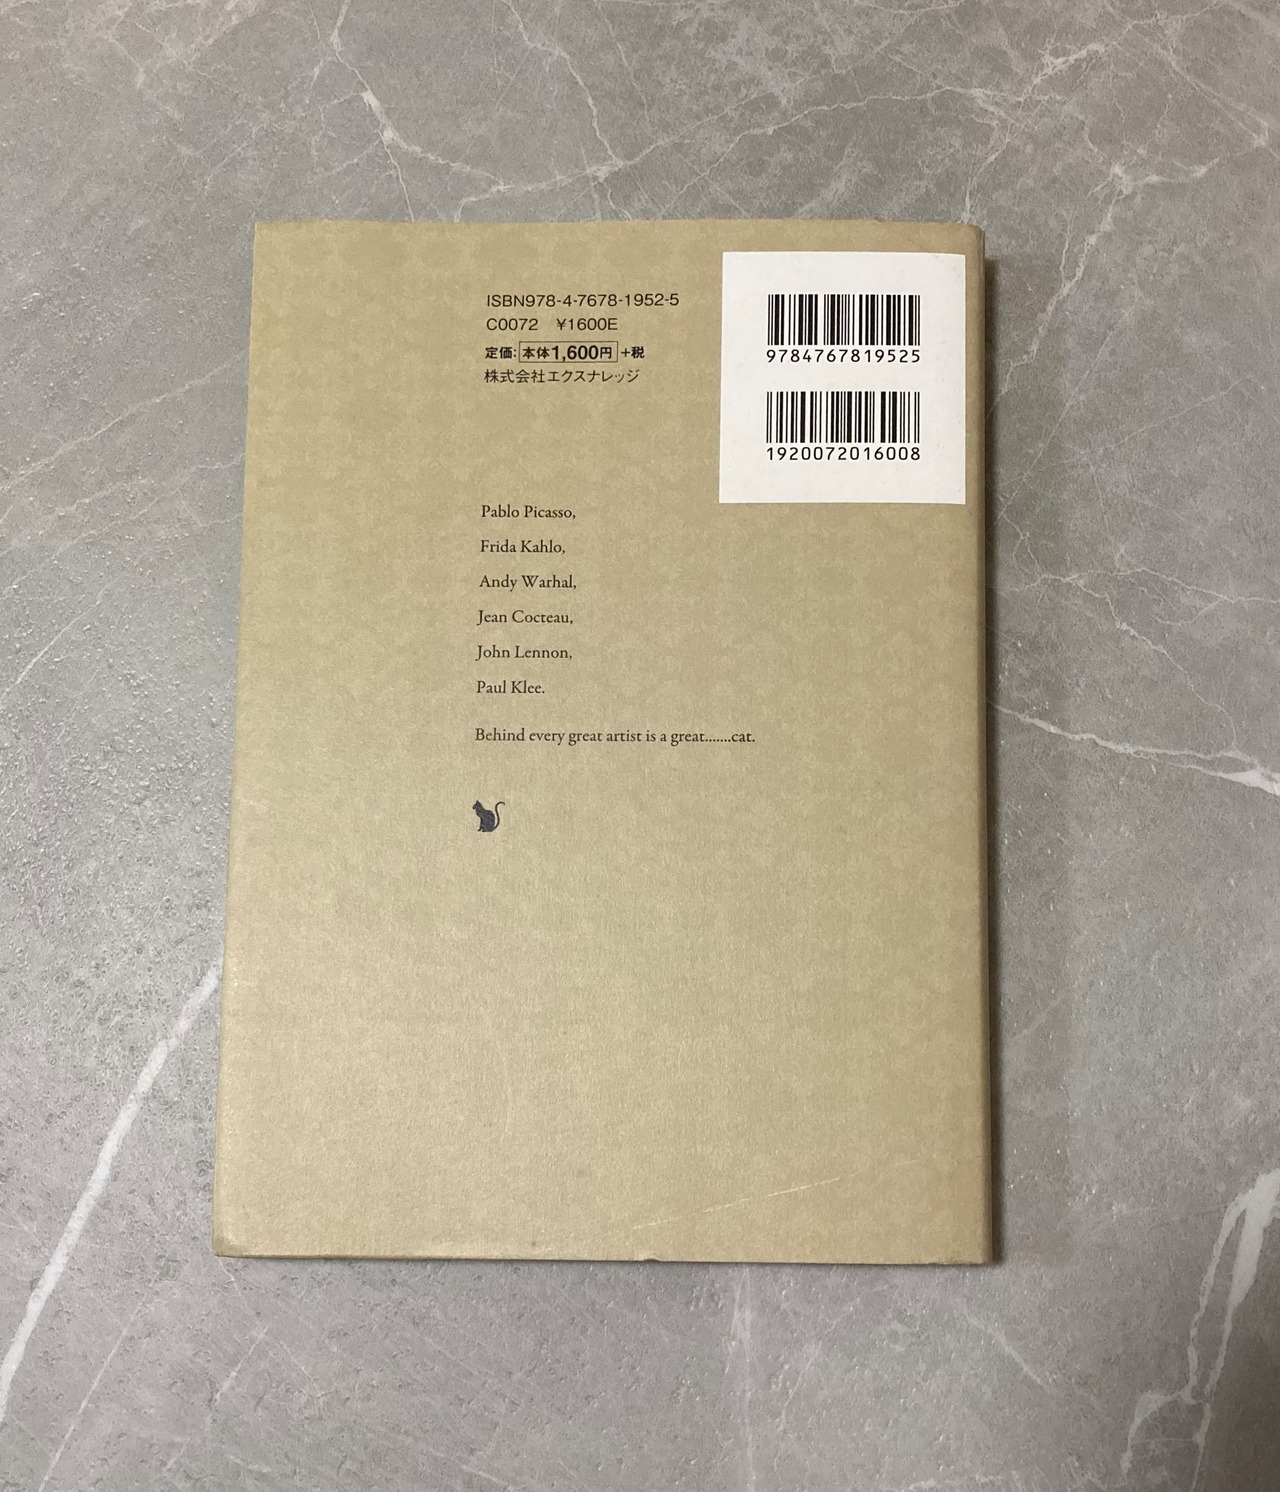 ISBN978-4-7678-1952-5
C0072 ¥1600E
定価:本体1,600円+税
株式会社エクスナレッジ
9784767819525
1920072016008
Pablo Picasso,
Frida Kahlo,
Andy Warhal,
Jean Cocteau,
John Lennon,
Paul Klee.
Behind every great artist is a great.......cat.